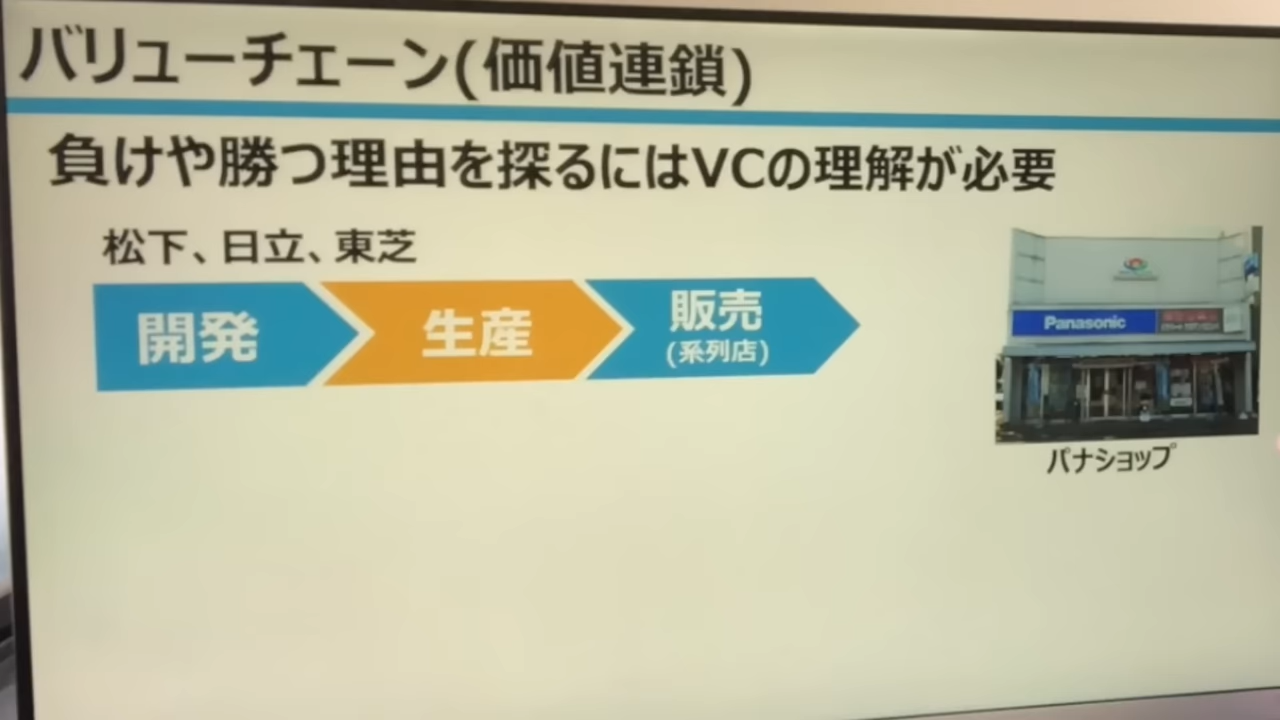 バリューチェーン(価値連鎖)
負けや勝つ理由を探るにはVCの理解が必要
松下、日立、東芝
開発
生産
販売
(系列店)
Panasonic
パナショップ